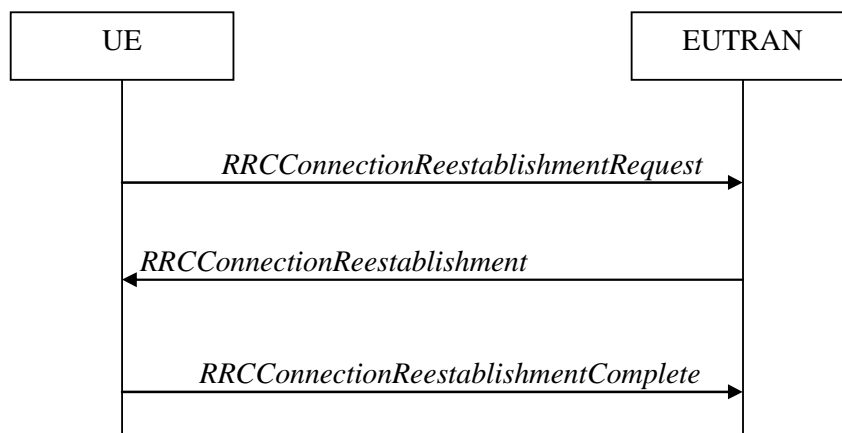 UE
EUTRAN
RRCConnectionReestablishmentRequest
RRCConnectionReestablishment
RRCConnectionReestablishmentComplete